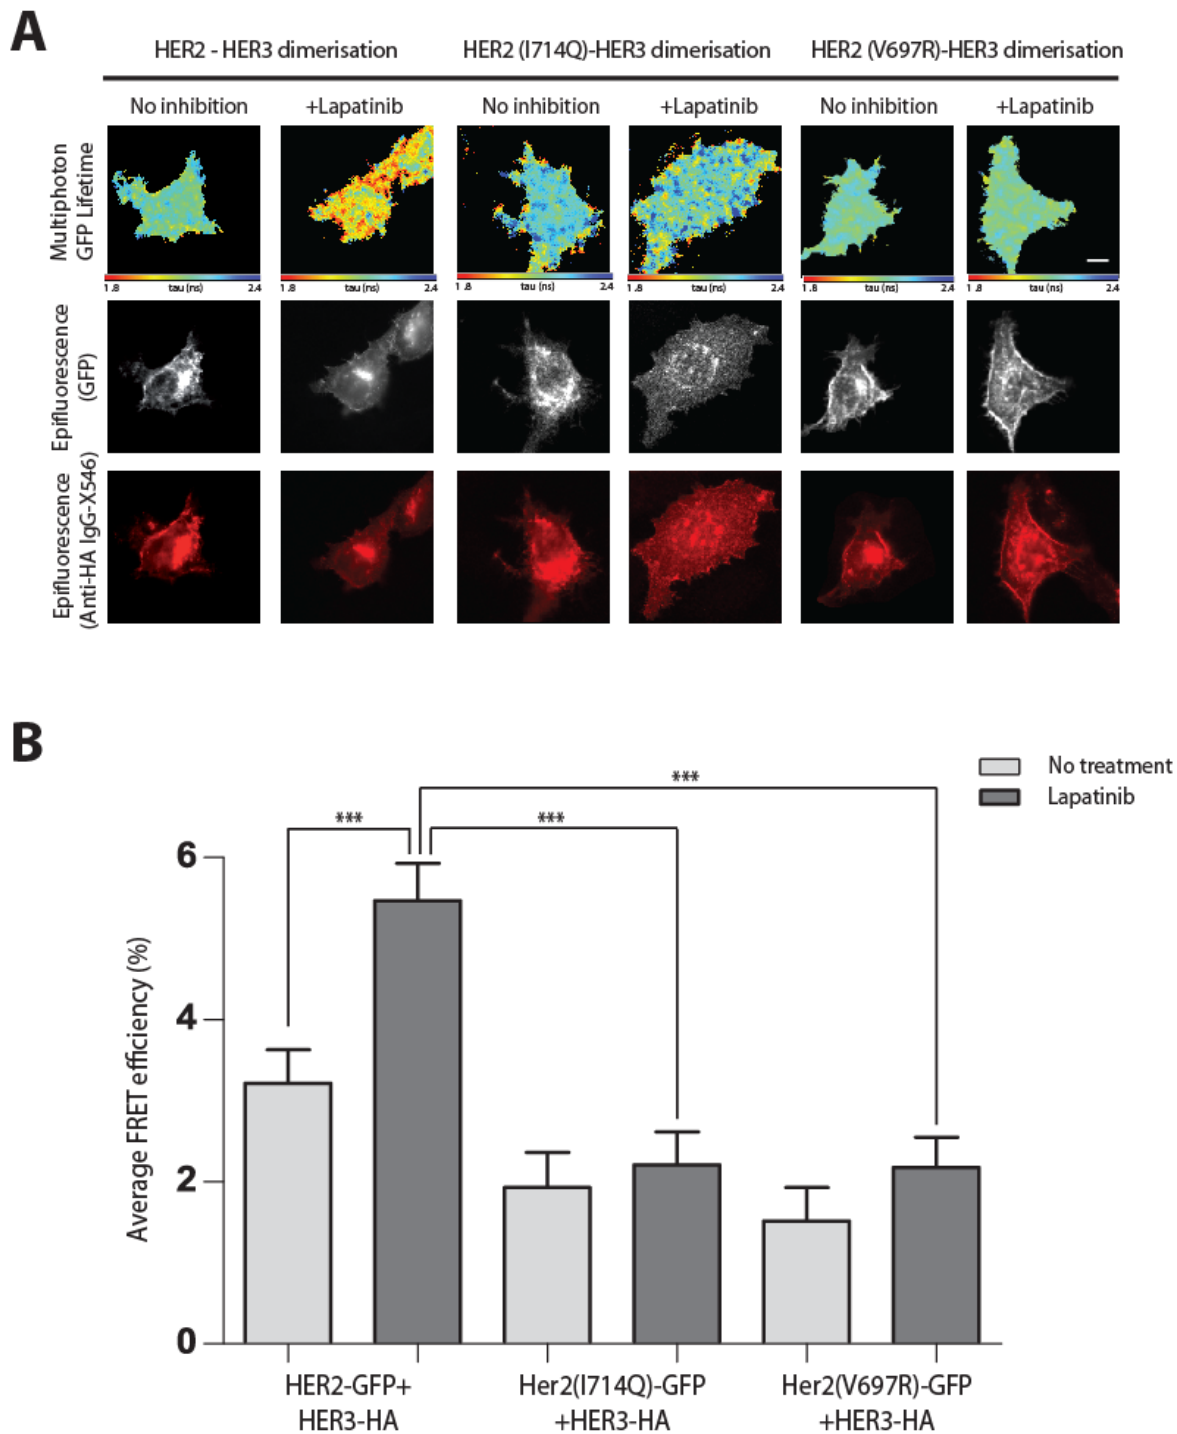 A
HER2 - HER3 dimerisation
HER2 (I714Q)-HER3 dimerisation
HER2 (V697R)-HER3 dimerisation
No inhibition
+Lapatinib
No inhibition
+Lapatinib
No inhibition
+Lapatinib
Multiphoton
GFP Lifetime
1.8 tau (ns) 2.4
1.8 tau (ns) 2.4
1.8 tau (ns) 2.4
1.8 tau (ns) 2.4
1.8 tau (ns) 2.4
1.8 tau (ns) 2.4
Epifluorescence
(GFP)
Epifluorescence
(Anti-HA IgG-X546)
B
No treatment
Lapatinib
***
***
***
Average FRET efficiency (%)
6
4
2
0
HER2-GFP+
HER3-HA
Her2(I714Q)-GFP
+HER3-HA
Her2(V697R)-GFP
+HER3-HA